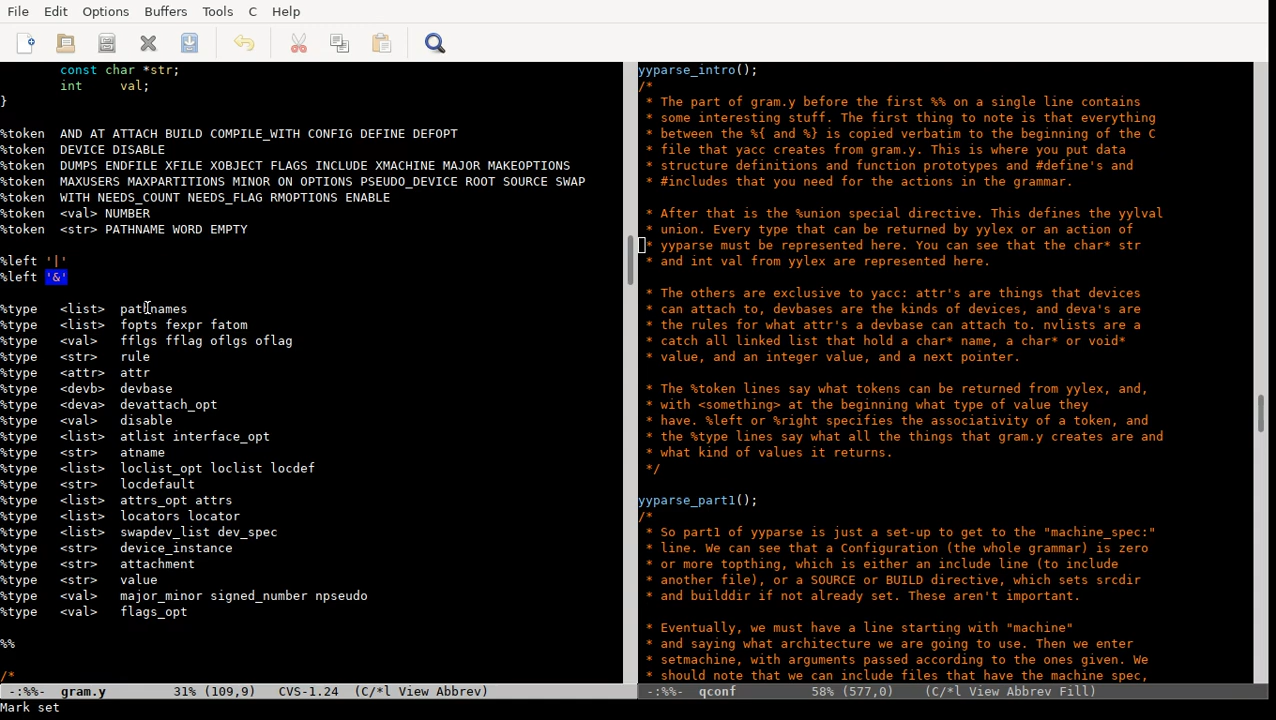 File Edit Options Buffers Tools C Help
const char *str;
int val;
}
%token AND AT ATTACH BUILD COMPILE_WITH CONFIG DEFINE DEFOPT
%token DEVICE DISABLE
%token DUMPS ENDFILE XFILE XOBJECT FLAGS INCLUDE XMACHINE MAJOR MAKEOPTIONS
%token MAXUSERS MAXPARTITIONS MINOR ON OPTIONS PSEUDO_DEVICE ROOT SOURCE SWAP
%token WITH NEEDS_COUNT NEEDS_FLAG RMOPTIONS ENABLE
%token <val> NUMBER
%token <str> PATHNAME WORD EMPTY
%left '|'
%left '&'
%type <list> pathnames
%type <list> fopts fexpr fatom
%type <val> fflgs fflag oflgs oflag
%type <str> rule
%type <attr> attr
%type <devb> devbase
%type <deva> devattach_opt
%type <val> disable
%type <list> atlist interface_opt
%type <str> atname
%type <list> loclist_opt loclist locdef
%type <str> locdefault
%type <list> attrs_opt attrs
%type <list> locators locator
%type <list> swapdev_list dev_spec
%type <str> device_instance
%type <str> attachment
%type <str> value
%type <val> major_minor signed_number npseudo
%type <val> flags_opt
%%
/*
-:%%- gram.y 31% (109,9) CVS-1.24 (C/*l View Abbrev)
yyparse_intro();
/*
* The part of gram.y before the first %% on a single line contains
* some interesting stuff. The first thing to note is that everything
* between the %{ and %} is copied verbatim to the beginning of the C
* file that yacc creates from gram.y. This is where you put data
* structure definitions and function prototypes and #define's and
* #includes that you need for the actions in the grammar.
* After that is the %union special directive. This defines the yylval
* union. Every type that can be returned by yylex or an action of
* yyparse must be represented here. You can see that the char* str
* and int val from yylex are represented here.
* The others are exclusive to yacc: attr's are things that devices
* can attach to, devbases are the kinds of devices, and deva's are
* the rules for what attr's a devbase can attach to. nvlists are a
* catch all linked list that hold a char* name, a char* or void*
* value, and an integer value, and a next pointer.
* The %token lines say what tokens can be returned from yylex, and,
* with <something> at the beginning what type of value they
* have. %left or %right specifies the associativity of a token, and
* the %type lines say what all the things that gram.y creates are and
* what kind of values it returns.
*/
yyparse_part1();
/*
* So part1 of yyparse is just a set-up to get to the "machine_spec:"
* line. We can see that a Configuration (the whole grammar) is zero
* or more topthing, which is either an include line (to include
* another file), or a SOURCE or BUILD directive, which sets srcdir
* and builddir if not already set. These aren't important.
* Eventually, we must have a line starting with "machine"
* and saying what architecture we are going to use. Then we enter
* setmachine, with arguments passed according to the ones given. We
* should note that we can include files that have the machine spec,
-:%%- qconf 58% (577,0) (C/*l View Abbrev Fill)
Mark set